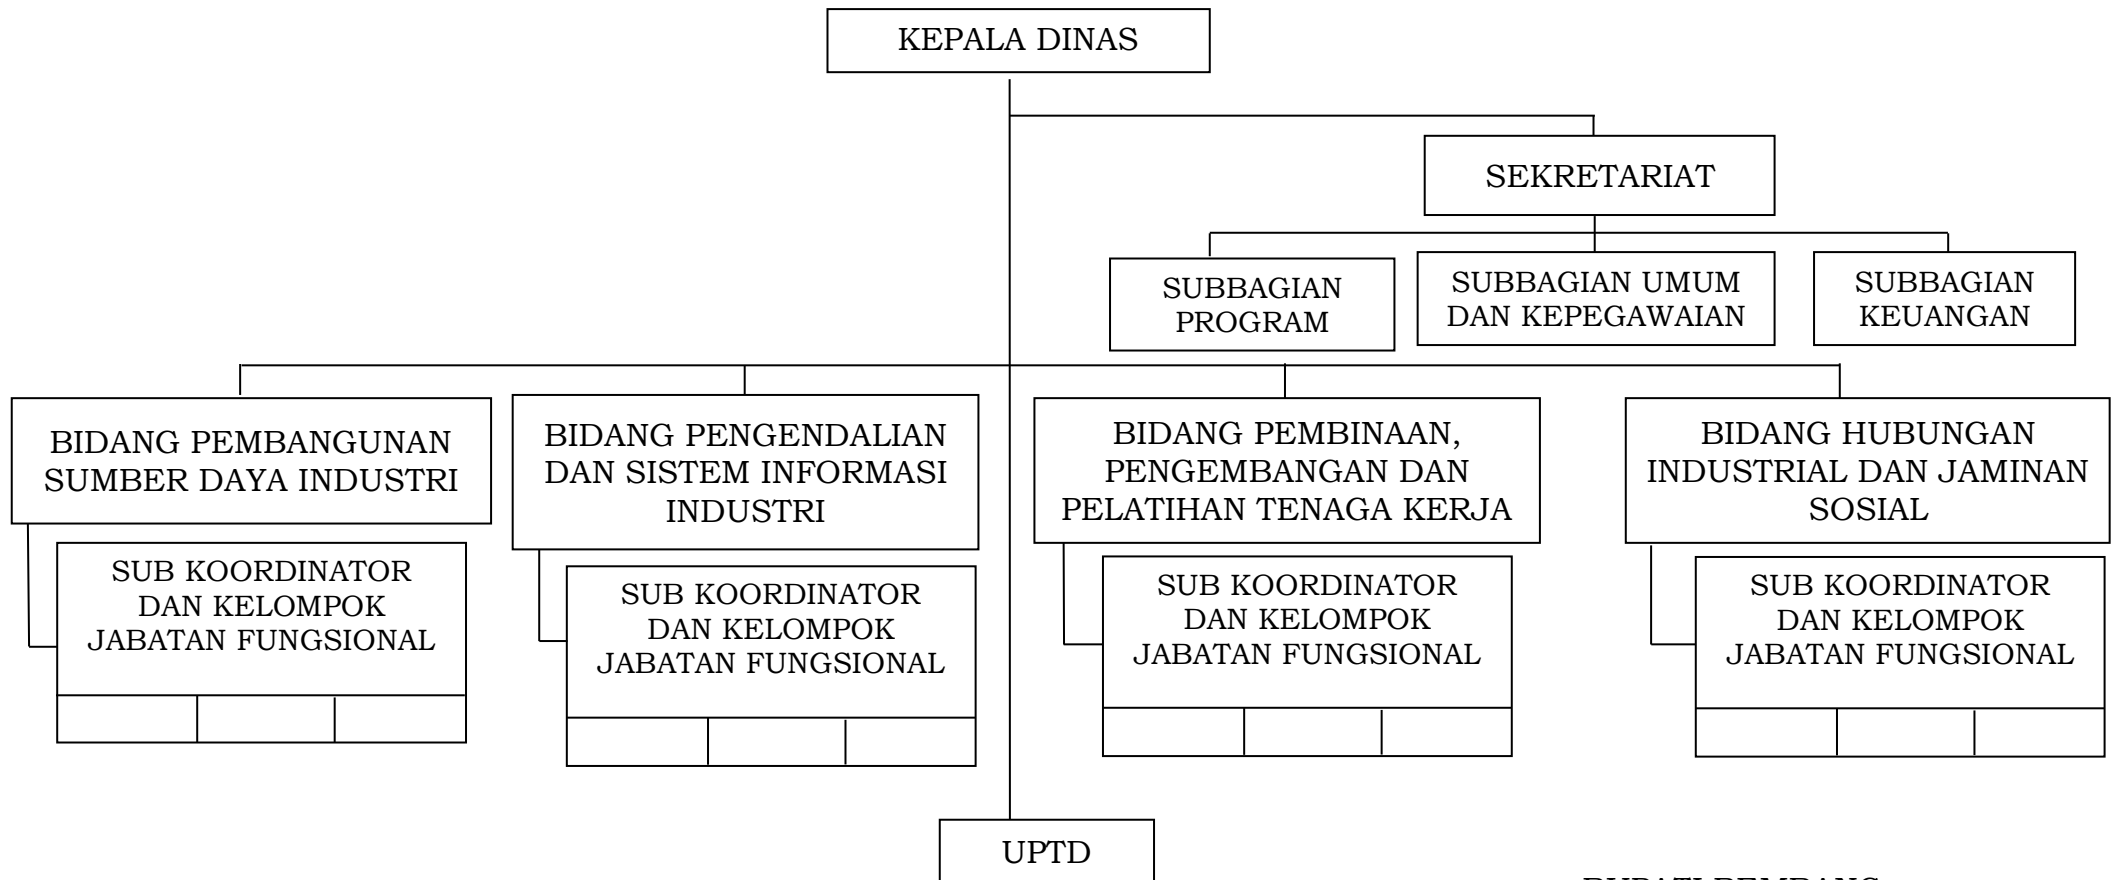 KEPALA DINAS
SEKRETARIAT
SUBBAGIAN
PROGRAM
SUBBAGIAN UMUM
DAN KEPEGAWAIAN
SUBBAGIAN
KEUANGAN
BIDANG PEMBANGUNAN
SUMBER DAYA INDUSTRI
BIDANG PENGENDALIAN
DAN SISTEM INFORMASI
INDUSTRI
BIDANG PEMBINAAN,
PENGEMBANGAN DAN
PELATIHAN TENAGA KERJA
BIDANG HUBUNGAN
INDUSTRIAL DAN JAMINAN
SOSIAL
SUB KOORDINATOR
DAN KELOMPOK
JABATAN FUNGSIONAL
SUB KOORDINATOR
DAN KELOMPOK
JABATAN FUNGSIONAL
SUB KOORDINATOR
DAN KELOMPOK
JABATAN FUNGSIONAL
SUB KOORDINATOR
DAN KELOMPOK
JABATAN FUNGSIONAL
UPTD